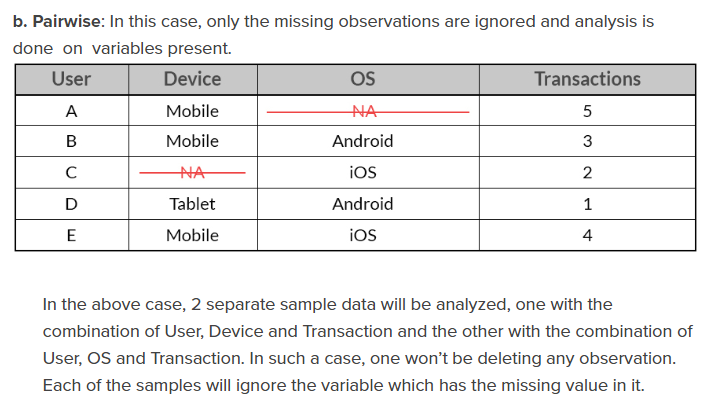 b. Pairwise: In this case, only the missing observations are ignored and analysis is
done on variables present.
User Device OS Transactions
A Mobile NA 5
B Mobile Android 3
C NA iOS 2
D Tablet Android 1
E Mobile iOS 4
In the above case, 2 separate sample data will be analyzed, one with the
combination of User, Device and Transaction and the other with the combination of
User, OS and Transaction. In such a case, one won’t be deleting any observation.
Each of the samples will ignore the variable which has the missing value in it.